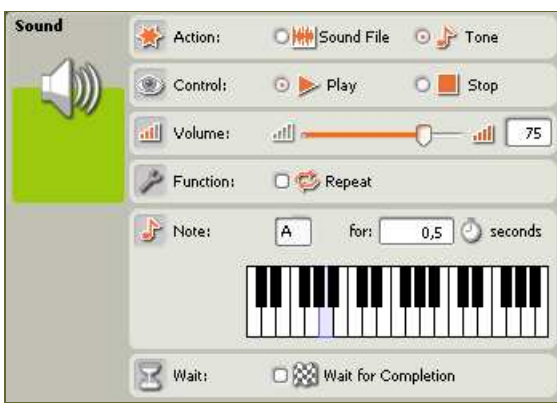 Sound
Action: Sound File Tone
Control: Play Stop
Volume: 75
Function: Repeat
Note: A for: 0,5 seconds
Wait: Wait for Completion